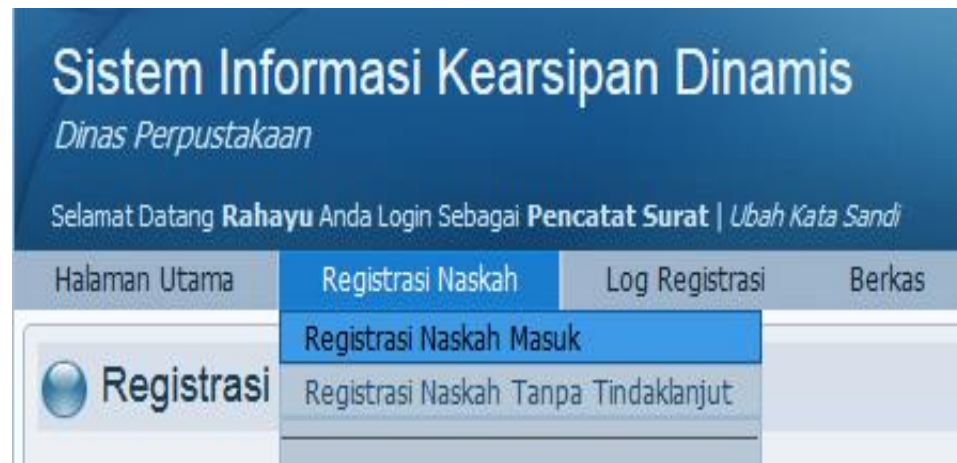 Sistem Informasi Kearsipan Dinamis
Dinas Perpustakaan
Selamat Datang Rahayu Anda Login Sebagai Pencatat Surat | Ubah Kata Sandi
Halaman Utama Registrasi Naskah Log Registrasi Berkas
Registrasi Naskah Masuk
Registrasi
Registrasi Naskah Tanpa Tindaklanjut